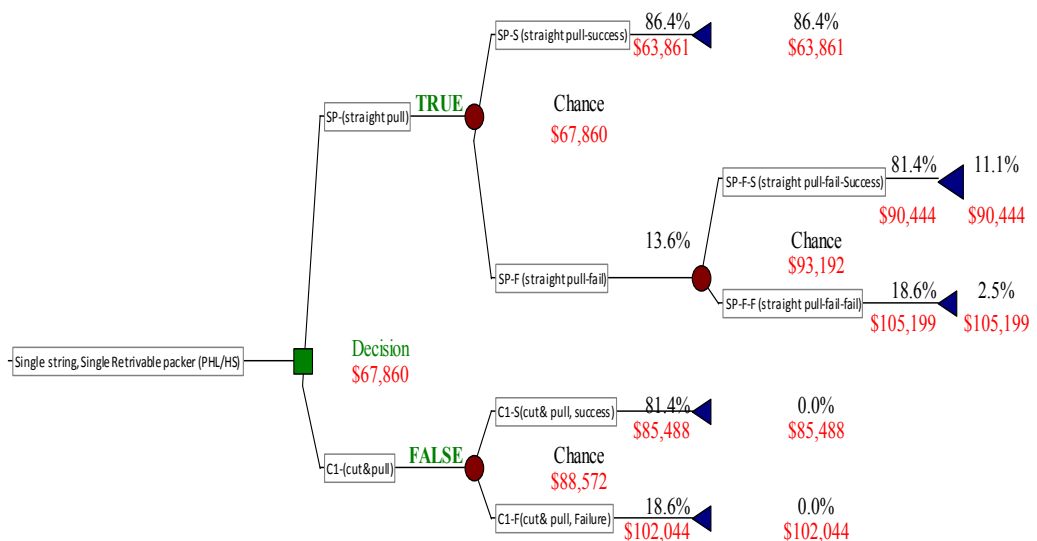 86.4% 86.4%
SP-S (straight pull-success)
$63,861 $63,861
TRUE Chance
SP-(straight pull)
$67,860
81.4% 11.1%
SP-F-S (straight pull-fail-Success)
$90,444 $90,444
13.6% Chance
$93,192
SP-F (straight pull-fail)
18.6% 2.5%
SP-F-F (straight pull-fail-fail)
$105,199 $105,199
Decision
Single string, Single Retrivable packer (PHL/HS)
$67,860
81.4% 0.0%
C1-S(cut& pull, success)
$85,488 $85,488
FALSE Chance
C1-(cut&pull)
$88,572
18.6% 0.0%
C1-F(cut& pull, Failure)
$102,044 $102,044